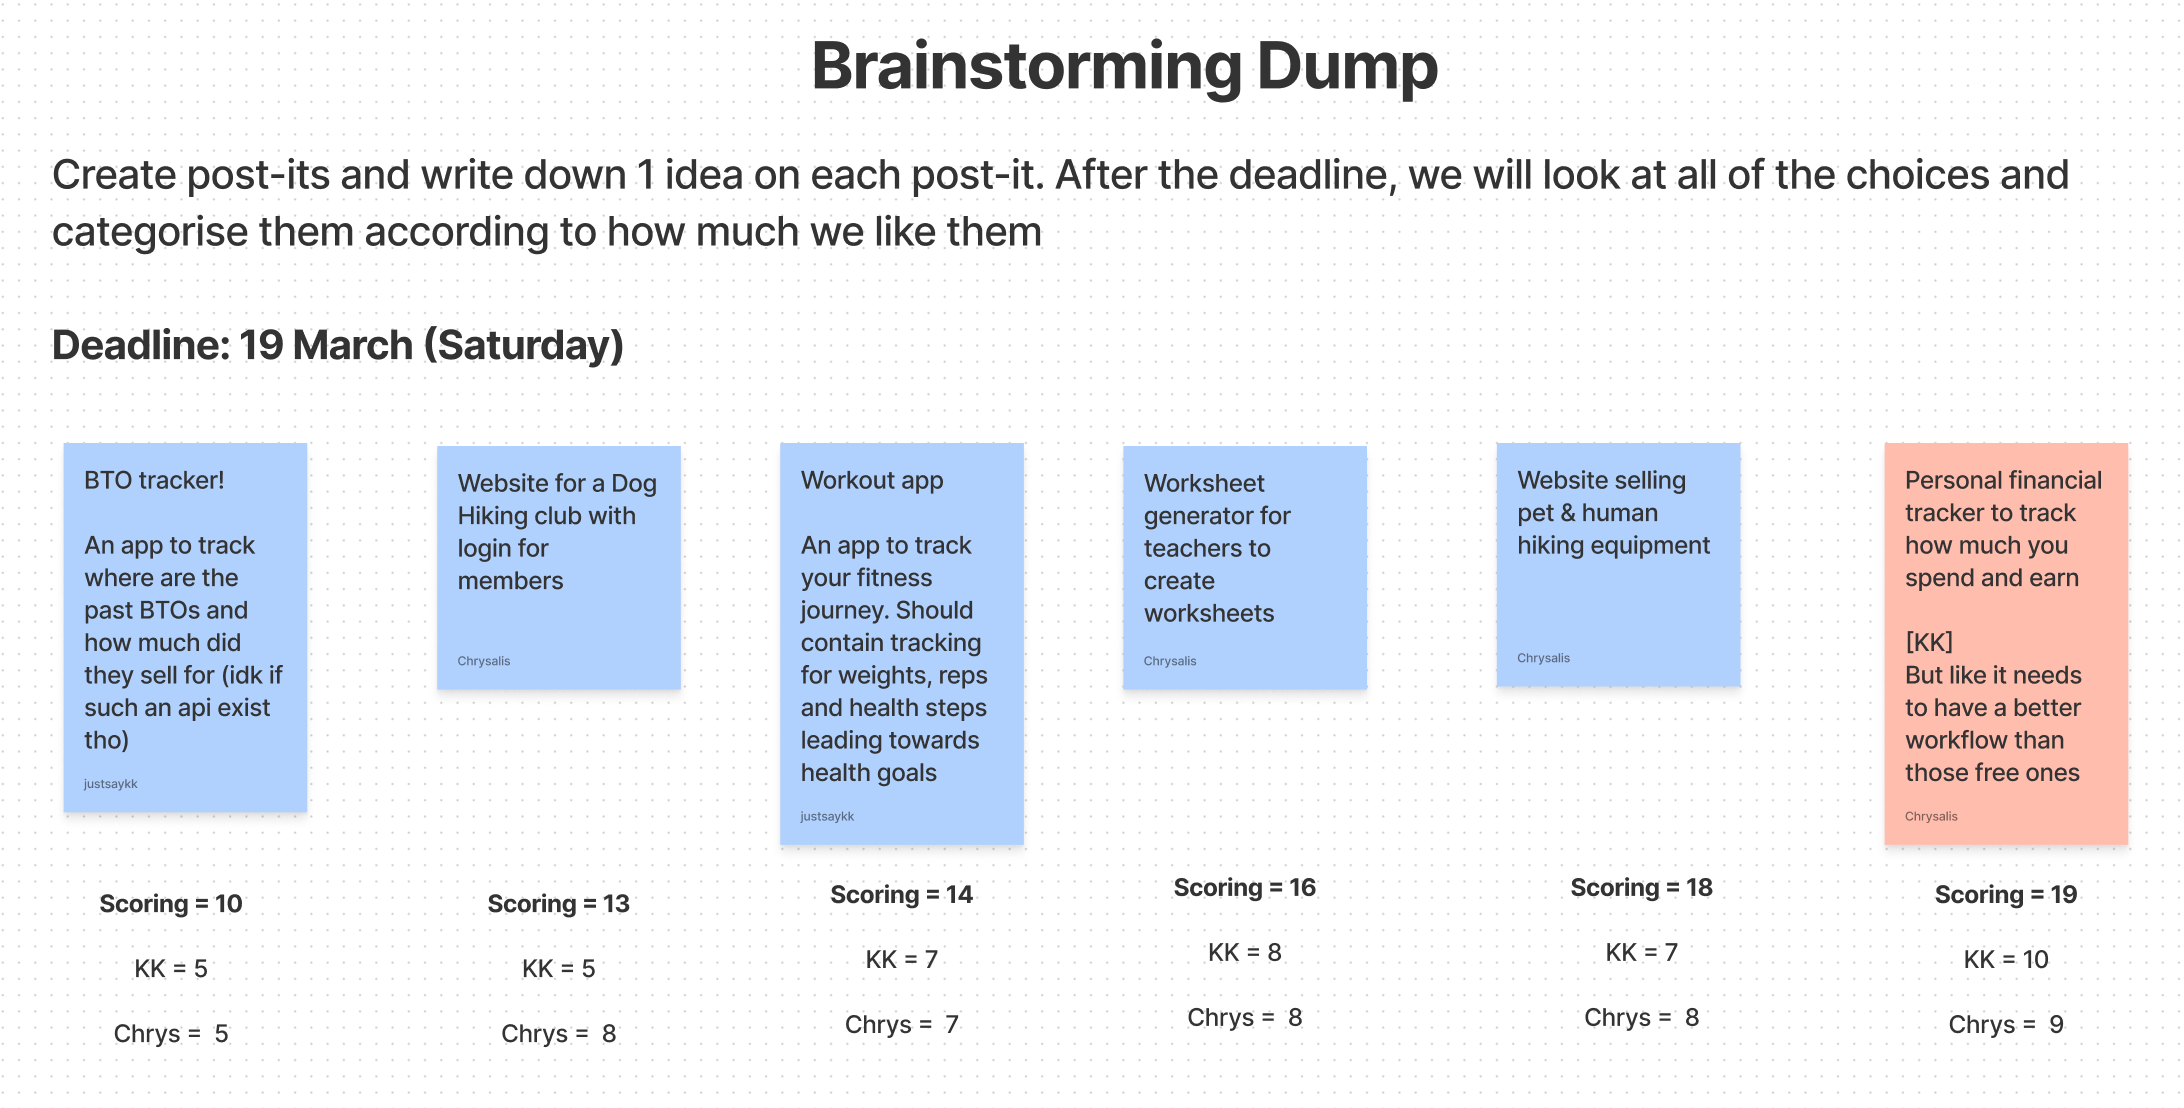 Brainstorming Dump
Create post-its and write down 1 idea on each post-it. After the deadline, we will look at all of the choices and
categorise them according to how much we like them
Deadline: 19 March (Saturday)
BTO tracker!
An app to track
where are the
past BTOs and
how much did
they sell for (idk if
such an api exist
tho)
justsaykk
Scoring = 10
KK = 5
Chrys = 5
Website for a Dog
Hiking club with
login for
members
Chrysalis
Scoring = 13
KK = 5
Chrys = 8
Workout app
An app to track
your fitness
journey. Should
contain tracking
for weights, reps
and health steps
leading towards
health goals
justsaykk
Scoring = 14
KK = 7
Chrys = 7
Worksheet
generator for
teachers to
create
worksheets
Chrysalis
Scoring = 16
KK = 8
Chrys = 8
Website selling
pet & human
hiking equipment
Chrysalis
Scoring = 18
KK = 7
Chrys = 8
Personal financial
tracker to track
how much you
spend and earn
[KK]
But like it needs
to have a better
workflow than
those free ones
Chrysalis
Scoring = 19
KK = 10
Chrys = 9